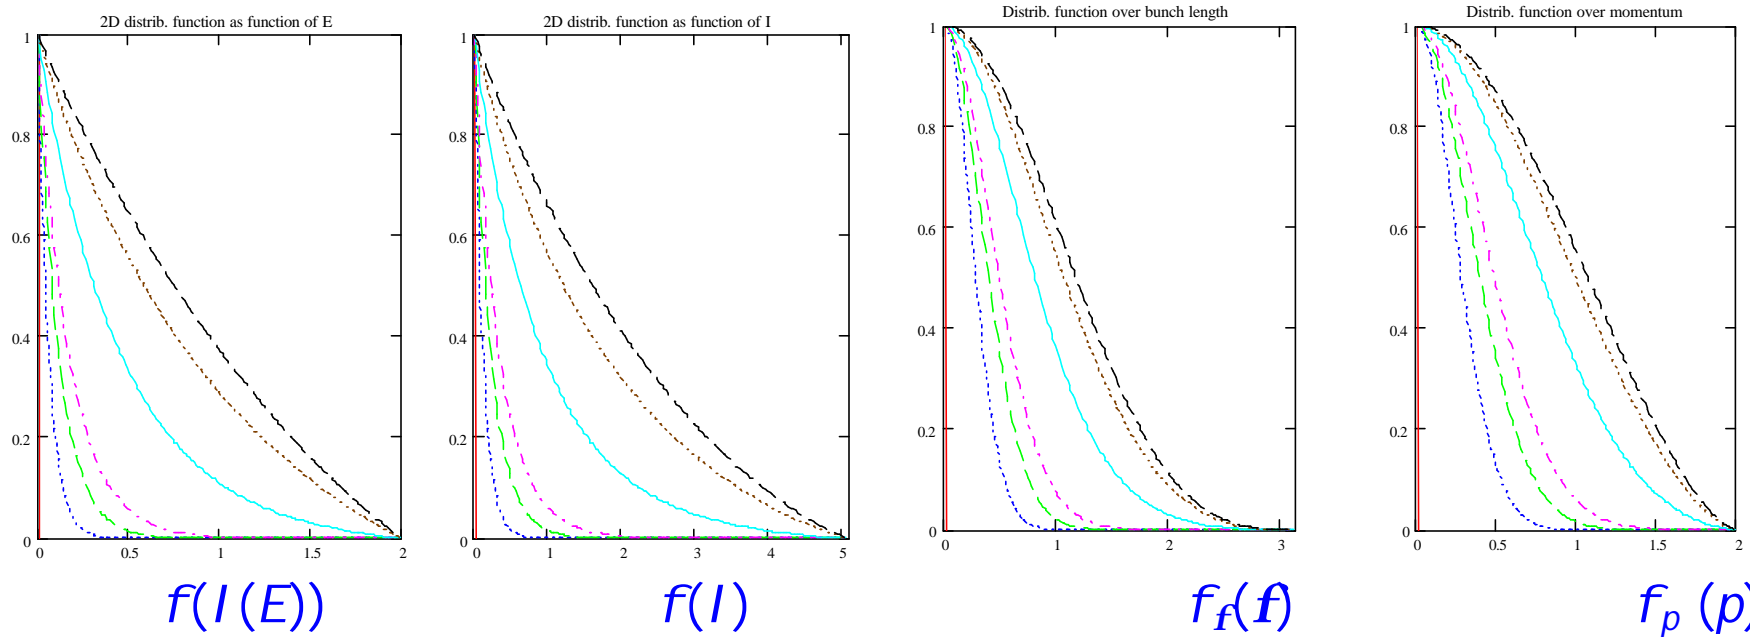 2D distrib. function as function of E
1
0.8
0.6
0.4
0.2
0
0 0.5 1 1.5 2
f(I(E))
2D distrib. function as function of I
1
0.8
0.6
0.4
0.2
0
0 1 2 3 4 5
f(I)
Distrib. function over bunch length
1
0.8
0.6
0.4
0.2
0
0 1 2 3
f_f(f)
Distrib. function over momentum
1
0.8
0.6
0.4
0.2
0
0 0.5 1 1.5 2
f_p(p)